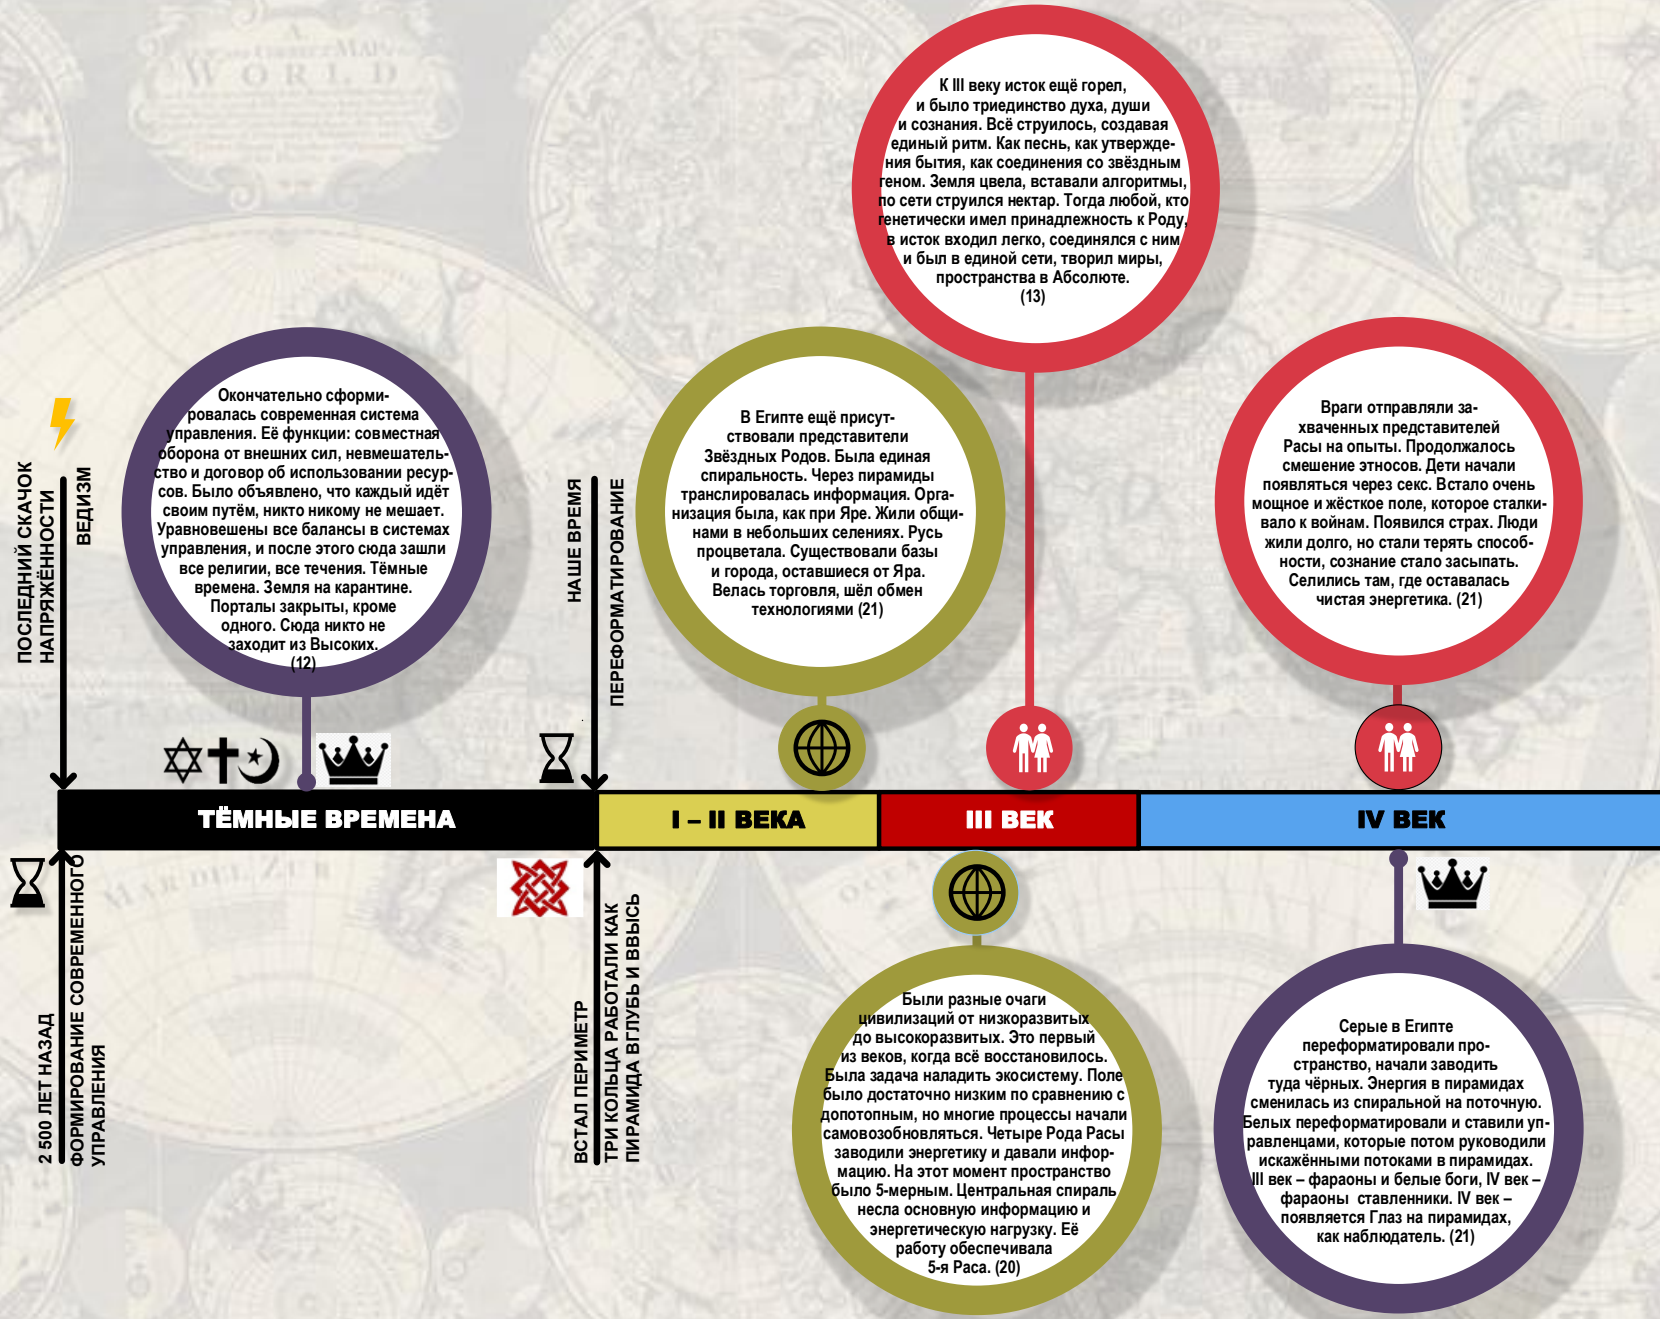 К III веку исток ещё горел,
и было триединство духа, души
и сознания. Всё струилось, создавая
единый ритм. Как песнь, как утвержде-
ния бытия, как соединения со звёздным
геном. Земля цвела, вставали алгоритмы,
по сети струился нектар. Тогда любой, кто
генетически имел принадлежность к Роду,
в исток входил легко, соединялся с ним
и был в единой сети, творил миры,
пространства в Абсолюте.
(13)
ПОСЛЕДНИЙ СКАЧОК
НАПРЯЖЁННОСТИ
ВЕДИЗМ
Окончательно сформи-
ровалась современная система
управления. Её функции: совместная
оборона от внешних сил, невмешатель-
ство и договор об использовании ресур-
сов. Было объявлено, что каждый идёт
своим путём, никто никому не мешает.
Уравновешены все балансы в системах
управления, и после этого сюда зашли
все религии, все течения. Тёмные
времена. Земля на карантине.
Порталы закрыты, кроме
одного. Сюда никто не
заходит из Высоких.
(12)
НАШЕ ВРЕМЯ
ПЕРЕФОРМАТИРОВАНИЕ
В Египте ещё присут-
ствовали представители
Звёздных Родов. Была единая
спиральность. Через пирамиды
транслировалась информация. Орга-
низация была, как при Яре. Жили общи-
нами в небольших селениях. Русь
процветала. Существовали базы
и города, оставшиеся от Яра.
Велась торговля, шёл обмен
технологиями (21)
Враги отправляли за-
хваченных представителей
Расы на опыты. Продолжалось
смешение этносов. Дети начали
появляться через секс. Встало очень
мощное и жёсткое поле, которое сталки-
вало к войнам. Появился страх. Люди
жили долго, но стали терять способ-
ности, сознание стало засыпать.
Селились там, где оставалась
чистая энергетика. (21)
ТЁМНЫЕ ВРЕМЕНА
I – II ВЕКА
III ВЕК
IV ВЕК
2 500 ЛЕТ НАЗАД
ФОРМИРОВАНИЕ СОВРЕМЕННОГО
УПРАВЛЕНИЯ
ВСТАЛ ПЕРИМЕТР
ТРИ КОЛЬЦА РАБОТАЛИ КАК
ПИРАМИДА ВГЛУБЬ И ВВЫСЬ
Были разные очаги
цивилизаций от низкоразвитых
до высокоразвитых. Это первый
из веков, когда всё восстановилось.
Была задача наладить экосистему. Поле
было достаточно низким по сравнению с
допотопным, но многие процессы начали
самовозобновляться. Четыре Рода Расы
заводили энергетику и давали инфор-
мацию. На этот момент пространство
было 5-мерным. Центральная спираль
несла основную информацию и
энергетическую нагрузку. Её
работу обеспечивала
5-я Раса. (20)
Серые в Египте
переформатировали про-
странство, начали заводить
туда чёрных. Энергия в пирамидах
сменилась из спиральной на поточную.
Белых переформатировали и ставили уп-
равленцами, которые потом руководили
искажёнными потоками в пирамидах.
III век – фараоны и белые боги, IV век –
фараоны ставленники. IV век –
появляется Глаз на пирамидах,
как наблюдатель. (21)
WORLD
MAR DEL ZUR